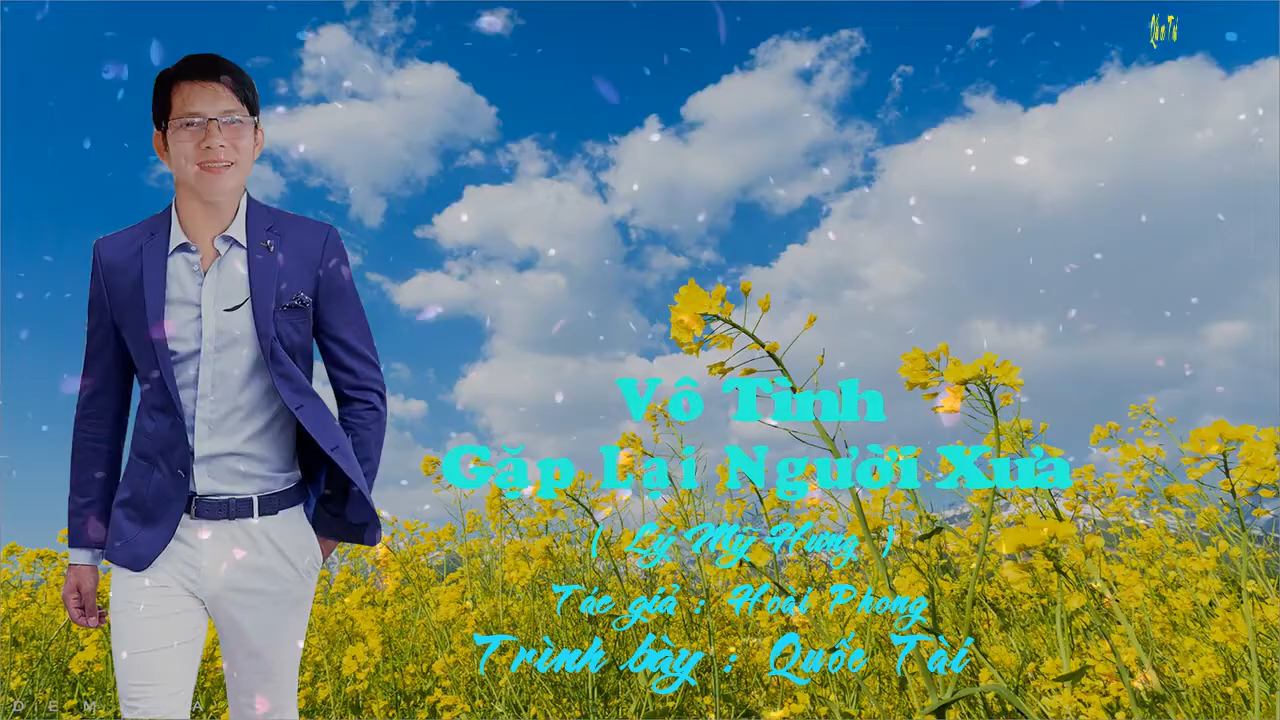 Vô Tình
Gặp Lại Người Xưa
( Lý Mỹ Hưng )
Tác giả : Hoài Phong
Trình bày : Quốc Tài